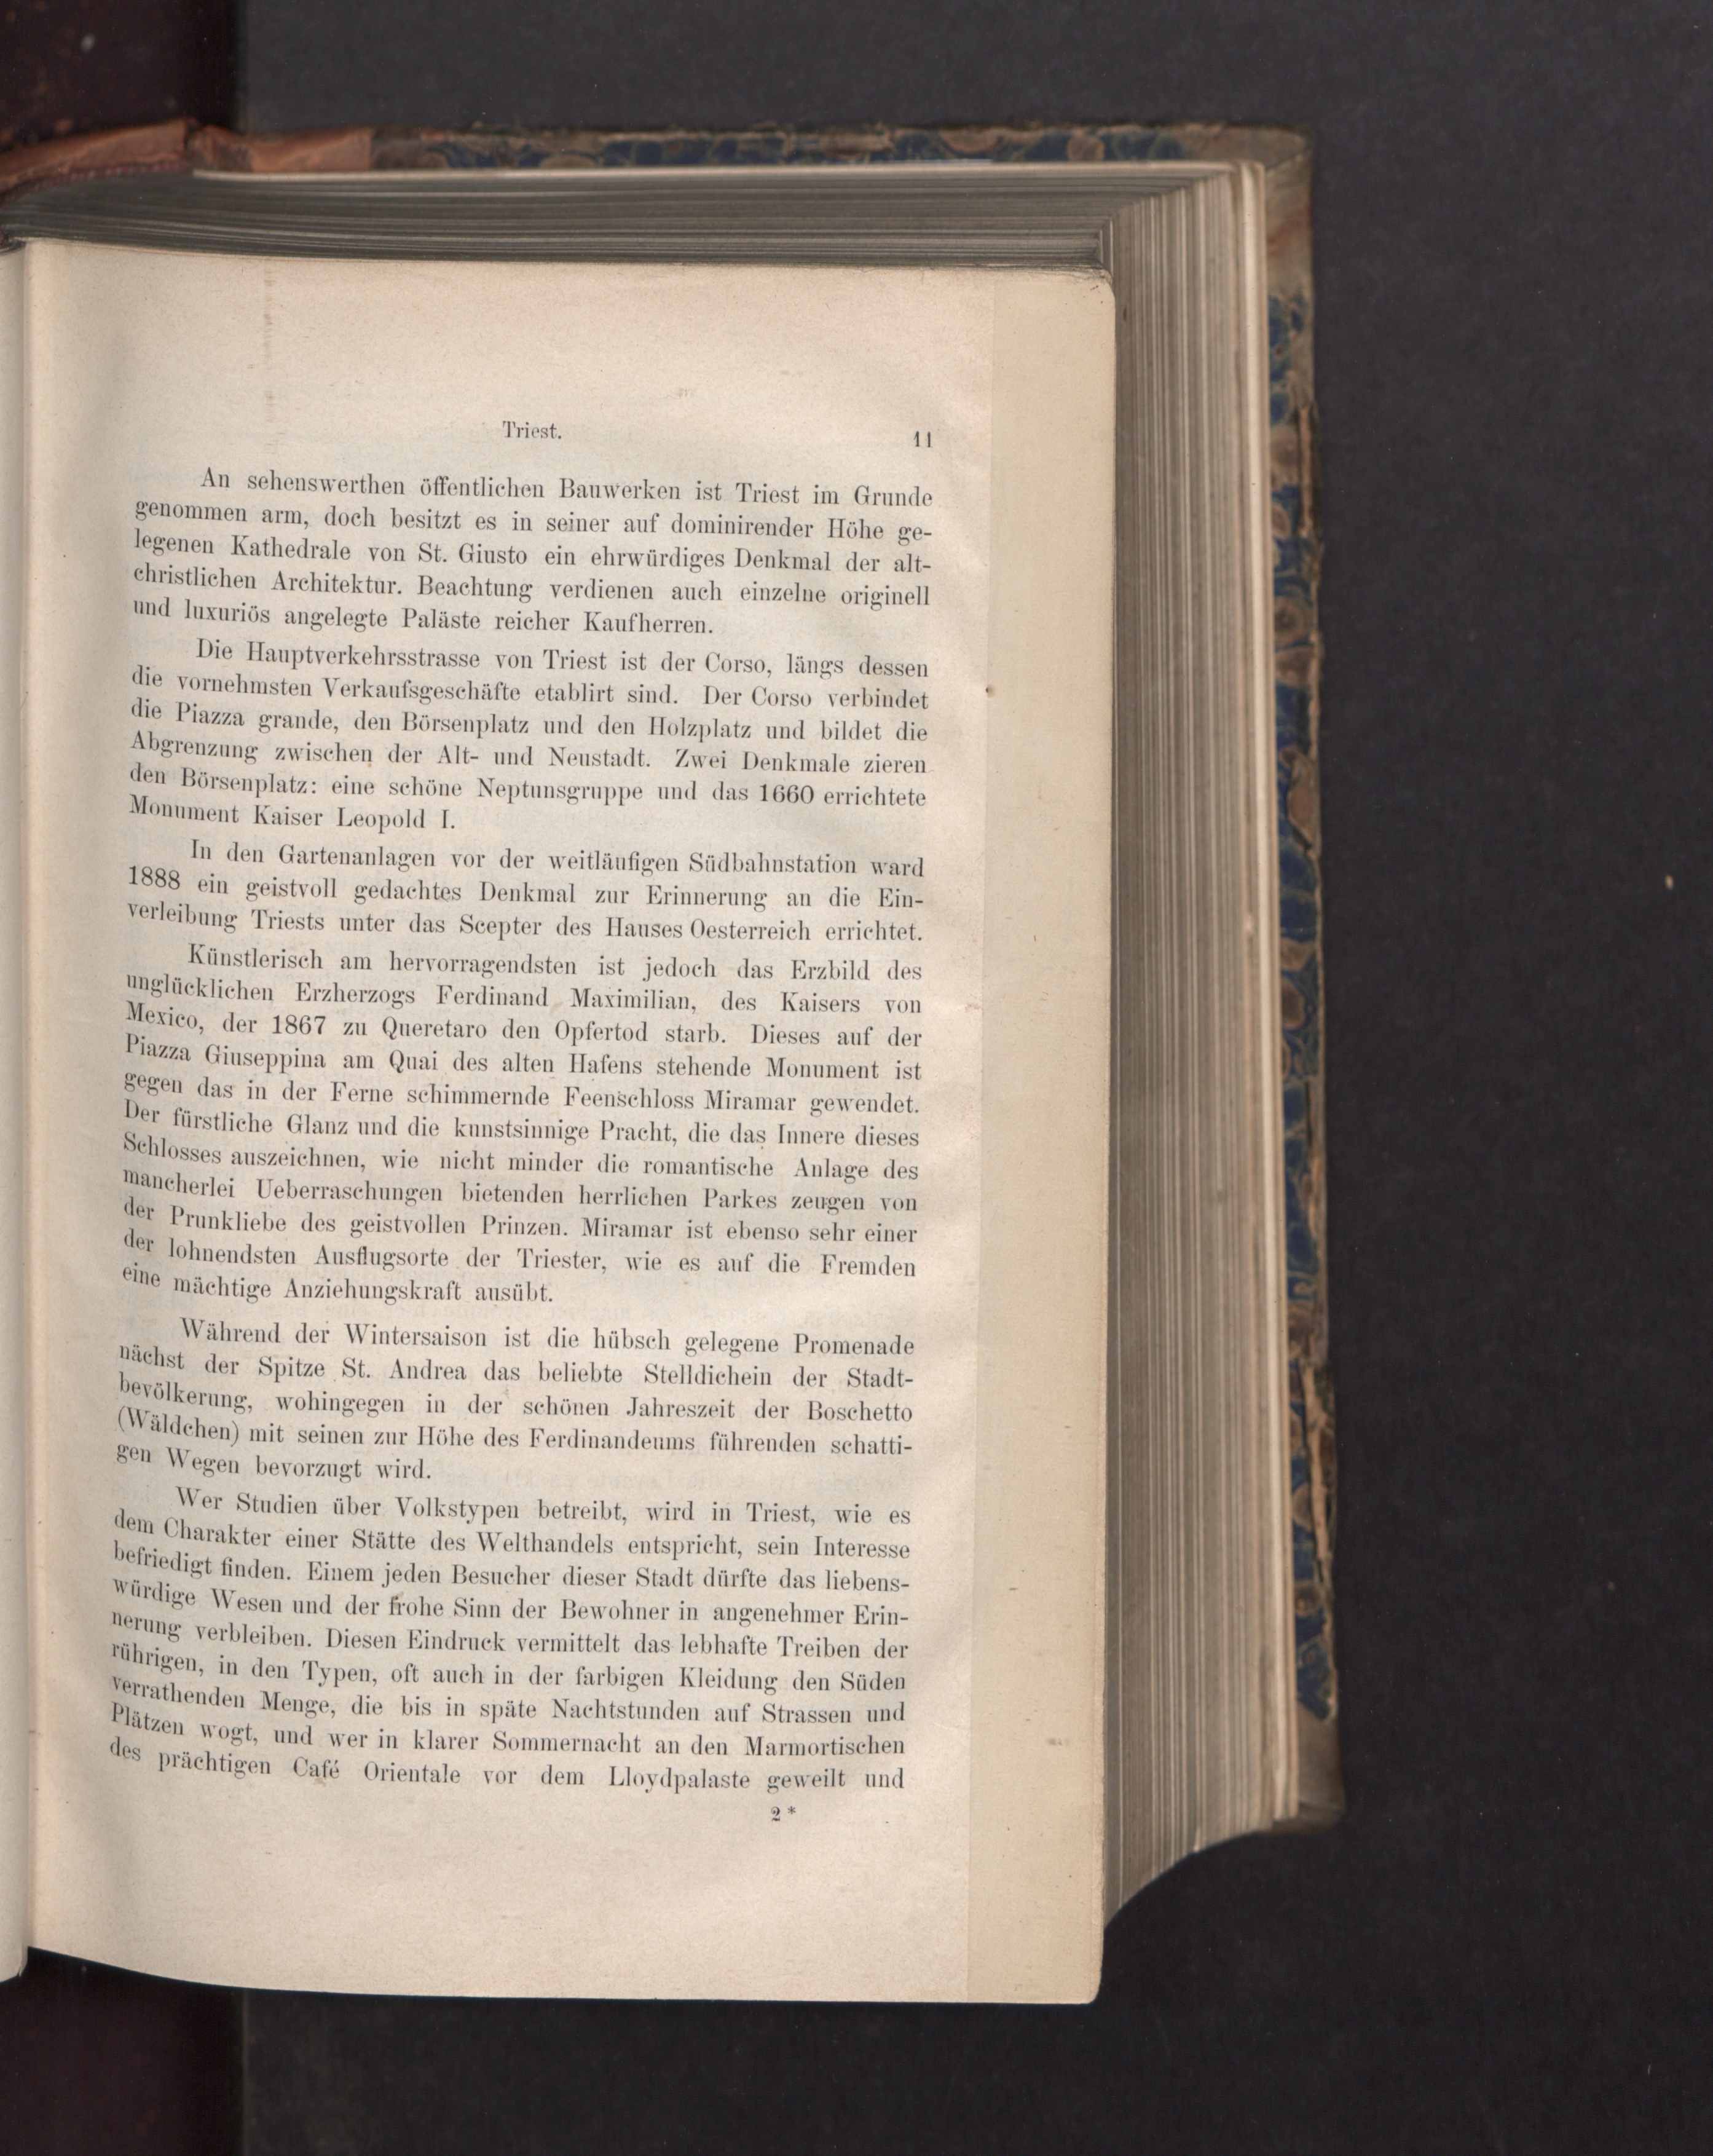 Triest. 11
An sehenswerthen öffentlichen Bauwerken ist Triest im Grunde
genommen arm, doch besitzt es in seiner auf dominirender Höhe ge-
legenen Kathedrale von St. Giusto ein ehrwürdiges Denkmal der alt-
christlichen Architektur. Beachtung verdienen auch einzelne originell
und luxuriös angelegte Paläste reicher Kaufherren.
Die Hauptverkehrsstrasse von Triest ist der Corso, längs dessen
die vornehmsten Verkaufsgeschäfte etablirt sind. Der Corso verbindet
die Piazza grande, den Börsenplatz und den Holzplatz und bildet die
Abgrenzung zwischen der Alt- und Neustadt. Zwei Denkmale zieren
den Börsenplatz: eine schöne Neptunsgruppe und das 1660 errichtete
Monument Kaiser Leopold I.
In den Gartenanlagen vor der weitläufigen Südbahnstation ward
1888 ein geistvoll gedachtes Denkmal zur Erinnerung an die Ein-
verleibung Triests unter das Scepter des Hauses Oesterreich errichtet.
Künstlerisch am hervorragendsten ist jedoch das Erzbild des
unglücklichen Erzherzogs Ferdinand Maximilian, des Kaisers von
Mexico, der 1867 zu Queretaro den Opfertod starb. Dieses auf der
Piazza Giuseppina am Quai des alten Hafens stehende Monument ist
gegen das in der Ferne schimmernde Feenschloss Miramar gewendet.
Der fürstliche Glanz und die kunstsinnige Pracht, die das Innere dieses
Schlosses auszeichnen, wie nicht minder die romantische Anlage des
mancherlei Ueberraschungen bietenden herrlichen Parkes zeugen von
der Prunkliebe des geistvollen Prinzen. Miramar ist ebenso sehr einer
der lohnendsten Ausflugsorte der Triester, wie es auf die Fremden
eine mächtige Anziehungskraft ausübt.
Während der Wintersaison ist die hübsch gelegene Promenade
nächst der Spitze St. Andrea das beliebte Stelldichein der Stadt-
bevölkerung, wohingegen in der schönen Jahreszeit der Boschetto
(Wäldchen) mit seinen zur Höhe des Ferdinandeums führenden schatti-
gen Wegen bevorzugt wird.
Wer Studien über Volkstypen betreibt, wird in Triest, wie es
dem Charakter einer Stätte des Welthandels entspricht, sein Interesse
befriedigt finden. Einem jeden Besucher dieser Stadt dürfte das liebens-
würdige Wesen und der frohe Sinn der Bewohner in angenehmer Erin-
nerung verbleiben. Diesen Eindruck vermittelt das lebhafte Treiben der
rührigen, in den Typen, oft auch in der farbigen Kleidung den Süden
verrathenden Menge, die bis in späte Nachtstunden auf Strassen und
Plätzen wogt, und wer in klarer Sommernacht an den Marmortischen
des prächtigen Café Orientale vor dem Lloydpalaste geweilt und
2*